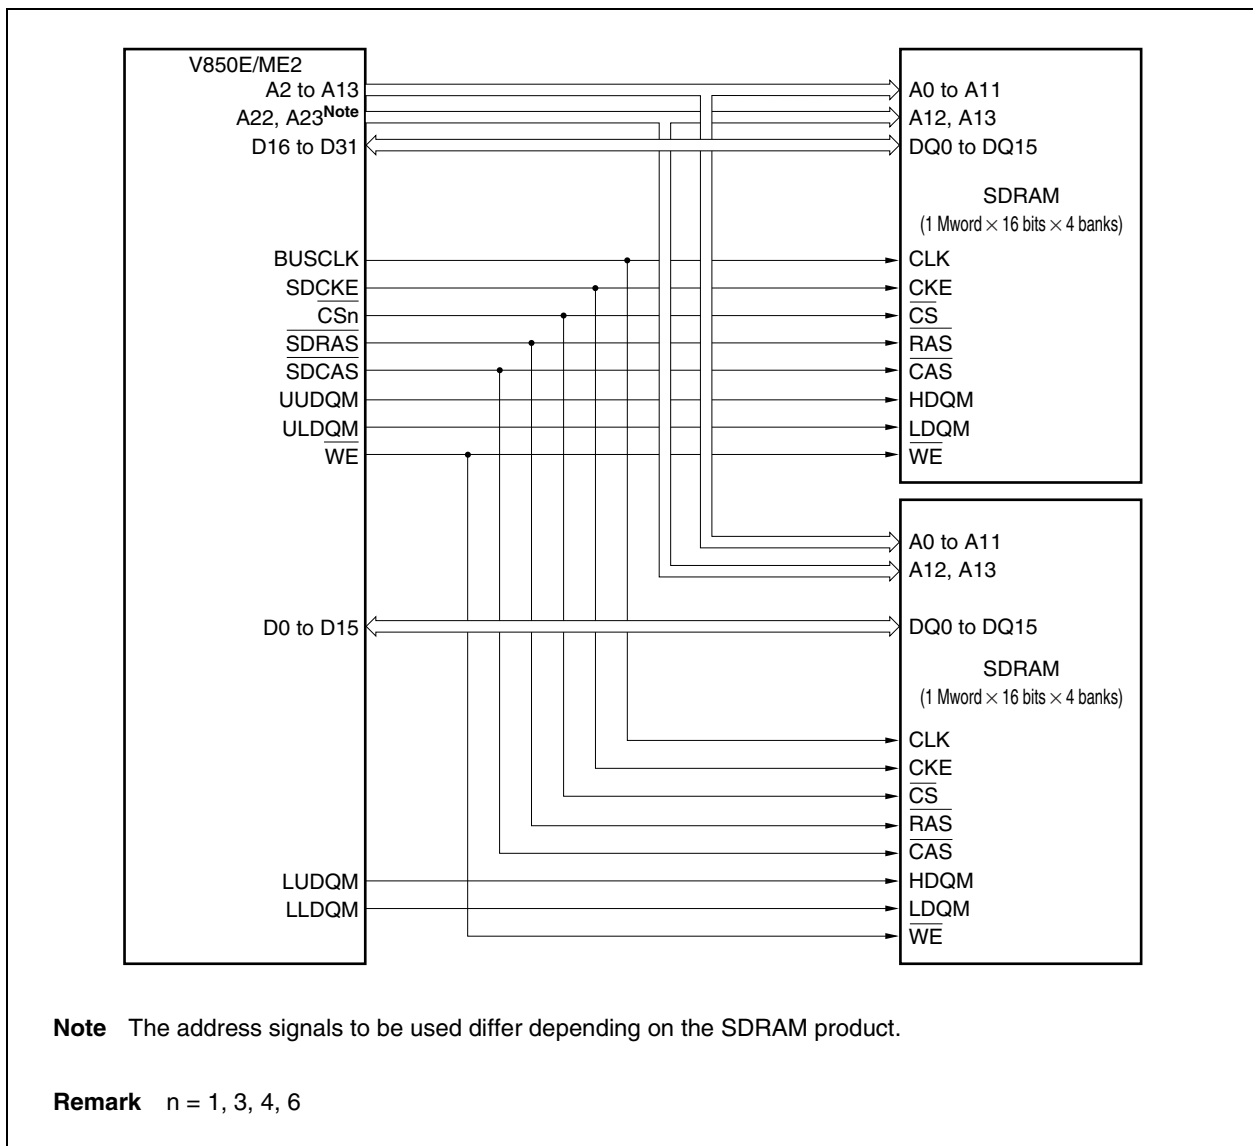 V850E/ME2
A2 to A13
A22, A23Note
D16 to D31
BUSCLK
SDCKE
CSn
SDRAS
SDCAS
UUDQM
ULDQM
WE
D0 to D15
LUDQM
LLDQM
A0 to A11
A12, A13
DQ0 to DQ15
SDRAM
(1 Mword × 16 bits × 4 banks)
CLK
CKE
CS
RAS
CAS
HDQM
LDQM
WE
A0 to A11
A12, A13
DQ0 to DQ15
SDRAM
(1 Mword × 16 bits × 4 banks)
CLK
CKE
CS
RAS
CAS
HDQM
LDQM
WE
Note The address signals to be used differ depending on the SDRAM product.
Remark n = 1, 3, 4, 6